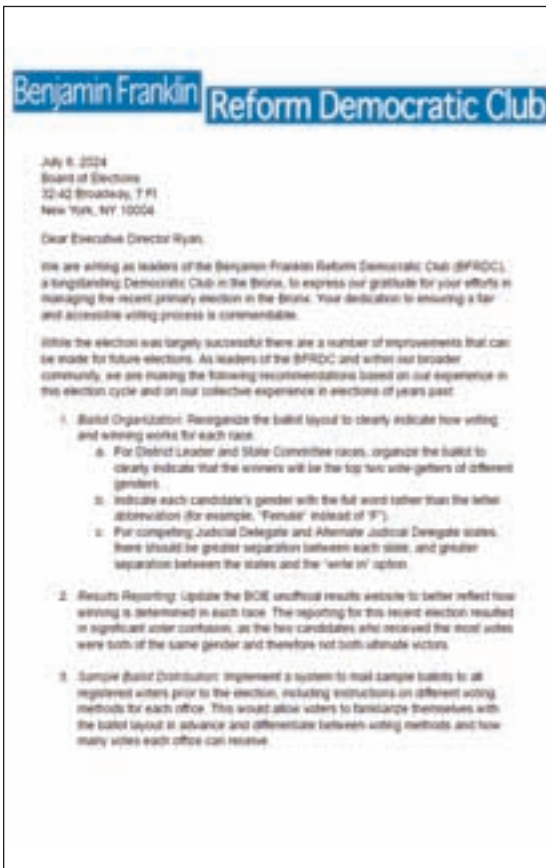 Benjamin Franklin
Reform Democratic Club
July 9, 2024
Board of Elections
32-42 Broadway, 7 Fl
New York, NY 10004
Dear Executive Director Ryan,
We are writing as leaders of the Benjamin Franklin Reform Democratic Club (BFRDC),
a longstanding Democratic Club in the Bronx, to express our gratitude for your efforts in
managing the recent primary election in the Bronx. Your dedication to ensuring a fair
and accessible voting process is commendable.
While the election was largely successful there are a number of improvements that can
be made for future elections. As leaders of the BFRDC and within our broader
community, we are making the following recommendations based on our experience in
this election cycle and on our collective experience in elections of years past:
1. Ballot Organization: Reorganize the ballot layout to clearly indicate how voting
and winning works for each race.
a. For District Leader and State Committee races, organize the ballot to
clearly indicate that the winners will be the top two vote-getters of different
genders.
b. Indicate each candidate's gender with the full word rather than the letter
abbreviation (for example, "Female" instead of "F").
c. For competing Judicial Delegate and Alternate Judicial Delegate slates,
there should be greater separation between each slate, and greater
separation between the slates and the "write in" option.
2. Results Reporting: Update the BOE unofficial results website to better reflect how
winning is determined in each race. The reporting for this recent election resulted
in significant voter confusion, as the two candidates who received the most votes
were both of the same gender and therefore not both ultimate victors.
3. Sample Ballot Distribution: Implement a system to mail sample ballots to all
registered voters prior to the election, including instructions on different voting
methods for each office. This would allow voters to familiarize themselves with
the ballot layout in advance and differentiate between voting methods and how
many votes each office can receive.